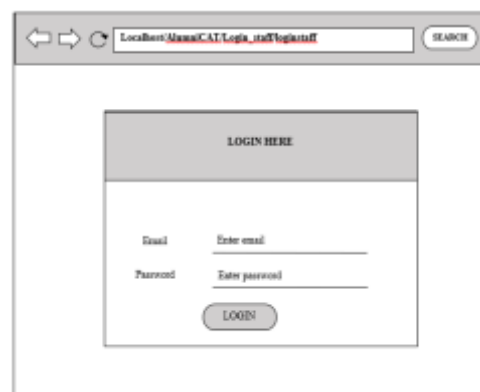 Localhost/AlumniCAT/Login_staff/loginstaff
SEARCH
LOGIN HERE
Email Enter email
Password Enter password
LOGIN